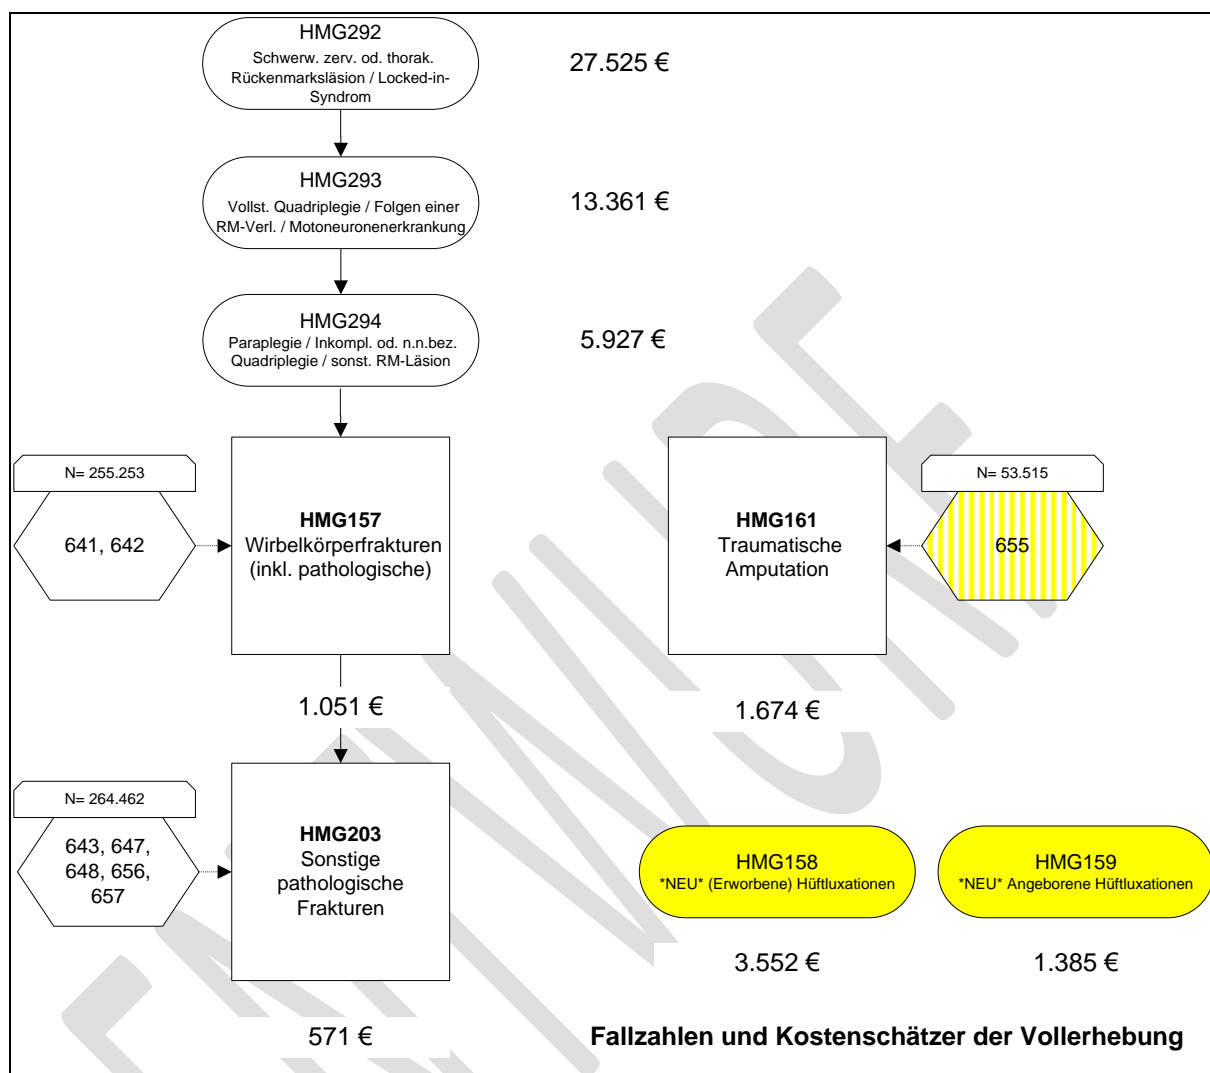 HMG292
Schwerw. zerv. od. thorak.
Rückenmarksläsion / Locked-in-
Syndrom
27.525 €
HMG293
Vollst. Quadriplegie / Folgen einer
RM-Verl. / Motoneuronenerkrankung
13.361 €
HMG294
Paraplegie / Inkompl. od. n.n.bez.
Quadriplegie / sonst. RM-Läsion
5.927 €
N= 255.253
641, 642
HMG157
Wirbelkörperfrakturen
(inkl. pathologische)
1.051 €
HMG161
Traumatische
Amputation
1.674 €
N= 53.515
655
N= 264.462
643, 647,
648, 656,
657
HMG203
Sonstige
pathologische
Frakturen
571 €
HMG158
*NEU* (Erworbene) Hüftluxationen
3.552 €
HMG159
*NEU* Angeborene Hüftluxationen
1.385 €
Fallzahlen und Kostenschätzer der Vollerhebung
ENTWURF